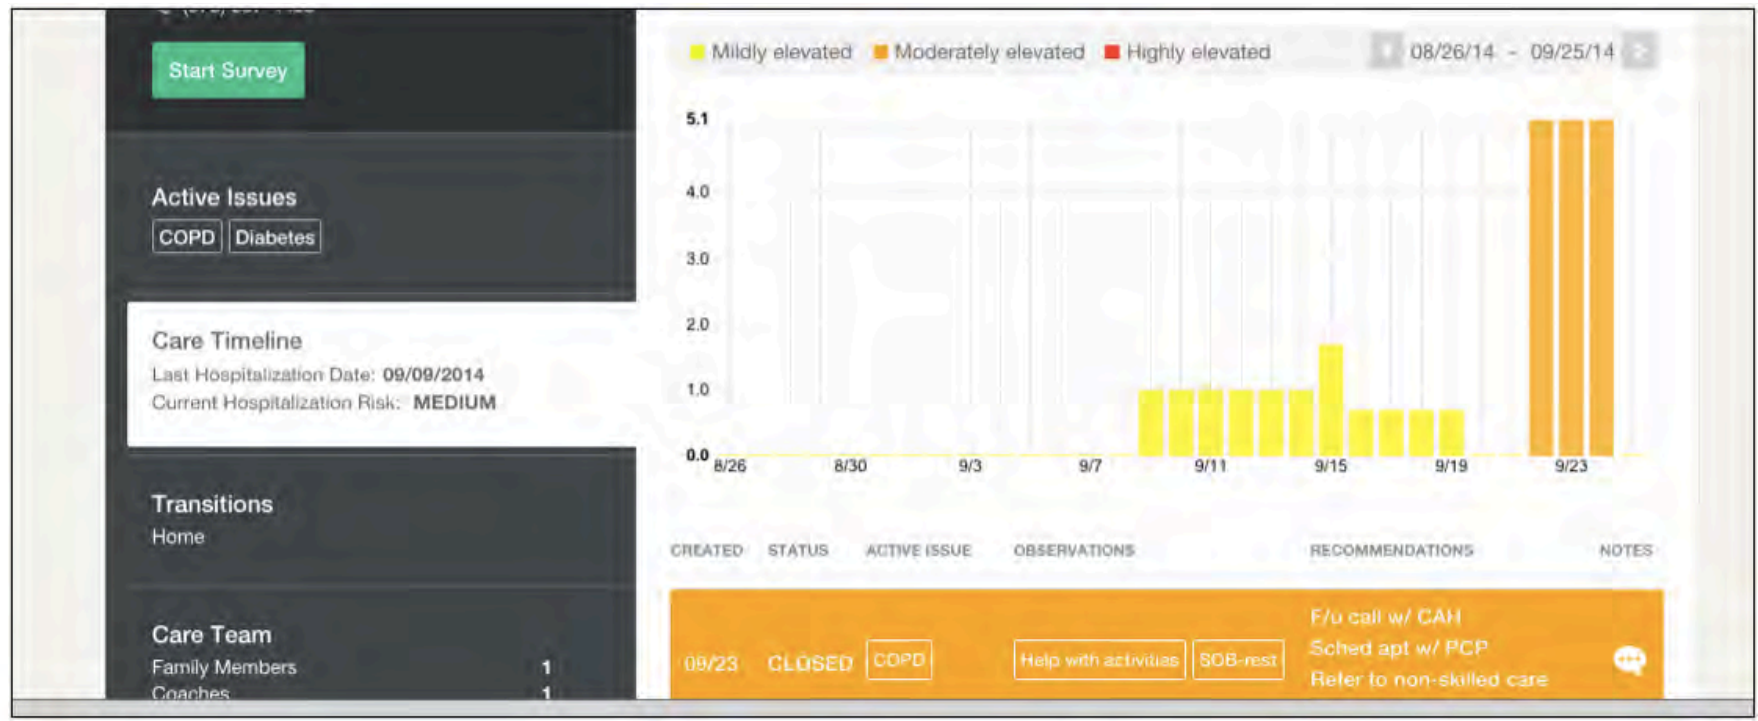 Start Survey
Active Issues
COPD Diabetes
Care Timeline
Last Hospitalization Date: 09/09/2014
Current Hospitalization Risk: MEDIUM
Transitions
Home
Care Team
Family Members 1
Coaches 1
Mildly elevated Moderately elevated Highly elevated 08/26/14 - 09/25/14
5.1
4.0
3.0
2.0
1.0
0.0
8/26 8/30 9/3 9/7 9/11 9/15 9/19 9/23
CREATED STATUS ACTIVE ISSUE OBSERVATIONS RECOMMENDATIONS NOTES
09/23 CLOSED COPD Help with activities SOB-rest
F/u call w/ CAH
Sched apt w/ PCP
Refer to non-skilled care